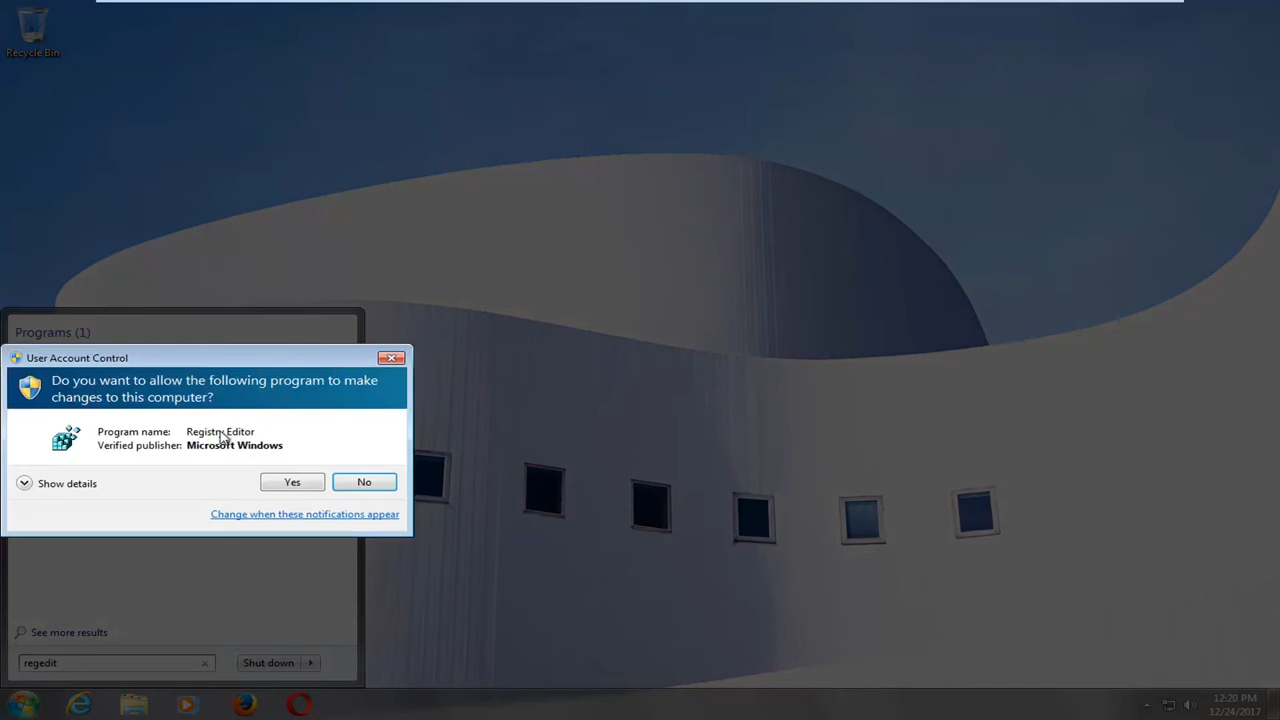 Recycle Bin
Programs (1)
User Account Control
Do you want to allow the following program to make
changes to this computer?
Program name: Registry Editor
Verified publisher: Microsoft Windows
Show details
Yes
No
Change when these notifications appear
See more results
regedit
Shut down
12:20 PM
12/24/2017